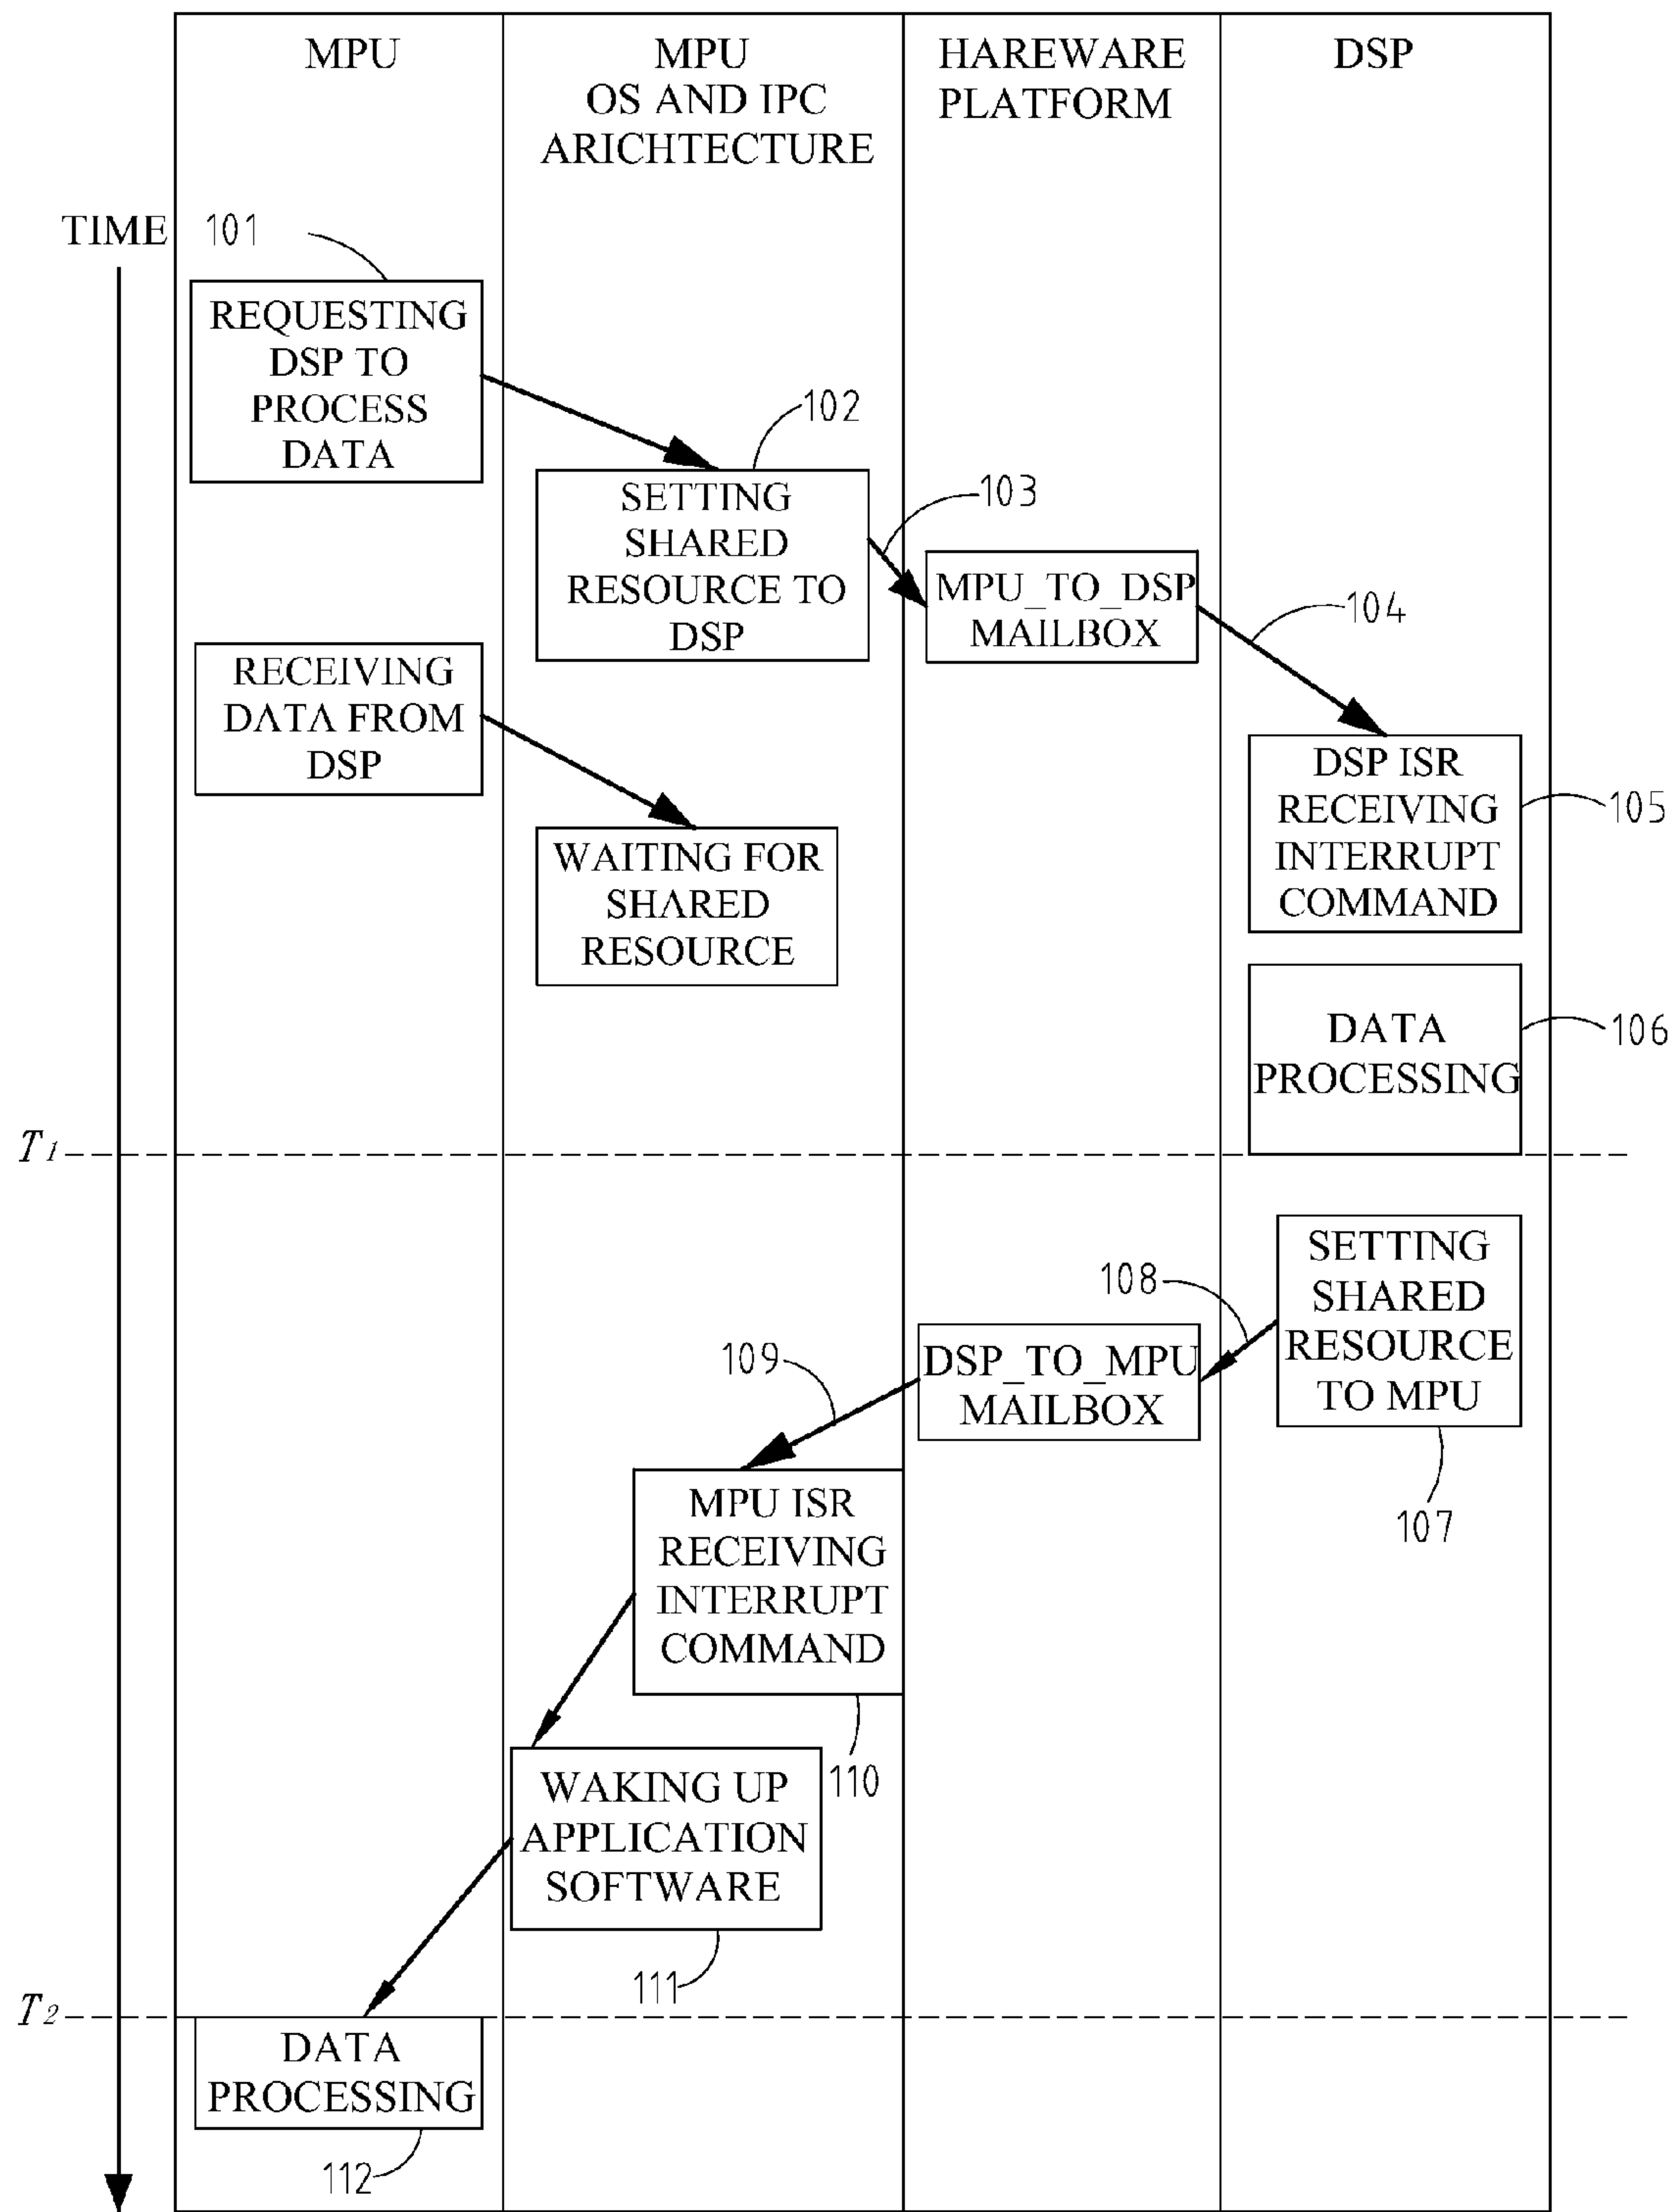 MPU
MPU
OS AND IPC
ARICHTECTURE
HAREWARE
PLATFORM
DSP
TIME
101
REQUESTING
DSP TO
PROCESS
DATA
102
SETTING
SHARED
RESOURCE TO
DSP
103
MPU_TO_DSP
MAILBOX
104
RECEIVING
DATA FROM
DSP
WAITING FOR
SHARED
RESOURCE
DSP ISR
RECEIVING
INTERRUPT
COMMAND
105
DATA
PROCESSING
106
T1
SETTING
SHARED
RESOURCE
TO MPU
107
108
DSP_TO_MPU
MAILBOX
109
MPU ISR
RECEIVING
INTERRUPT
COMMAND
110
WAKING UP
APPLICATION
SOFTWARE
111
T2
DATA
PROCESSING
112